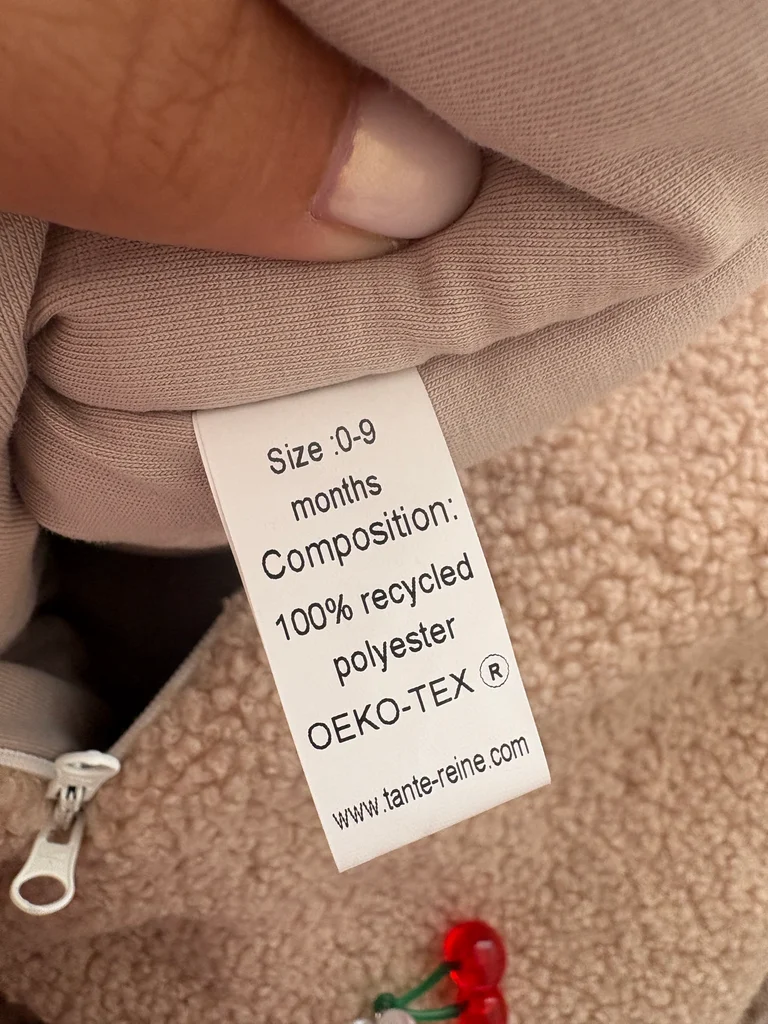 Size :0-9
months
Composition:
100% recycled
polyester
OEKO-TEX ®
www.tante-reine.com